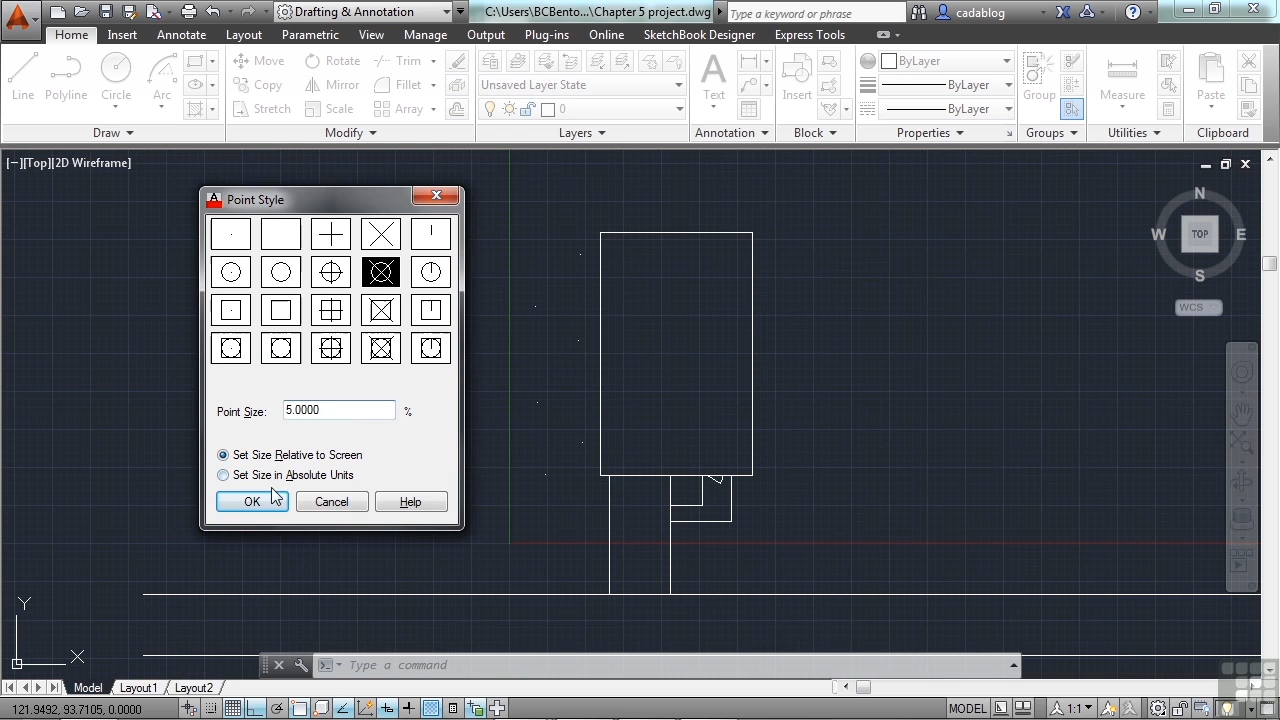 Drafting & Annotation C:\Users\BCBento...\Chapter 5 project.dwg Type a keyword or phrase cadablog
Home Insert Annotate Layout Parametric View Manage Output Plug-ins Online SketchBook Designer Express Tools
Move Rotate Trim Unsaved Layer State ByLayer
Line Polyline Circle Arc Copy Mirror Fillet Text Insert ByLayer Group Measure Paste
Stretch Scale Array 0 ByLayer
Draw Modify Layers Annotation Block Properties Groups Utilities Clipboard
[−][Top][2D Wireframe]
N
W TOP E
S
WCS
Point Style
Point Size: 5.0000 %
Set Size Relative to Screen
Set Size in Absolute Units
OK Cancel Help
Y
X
Type a command
Model Layout1 Layout2
121.9492, 93.7105, 0.0000 MODEL 1:1